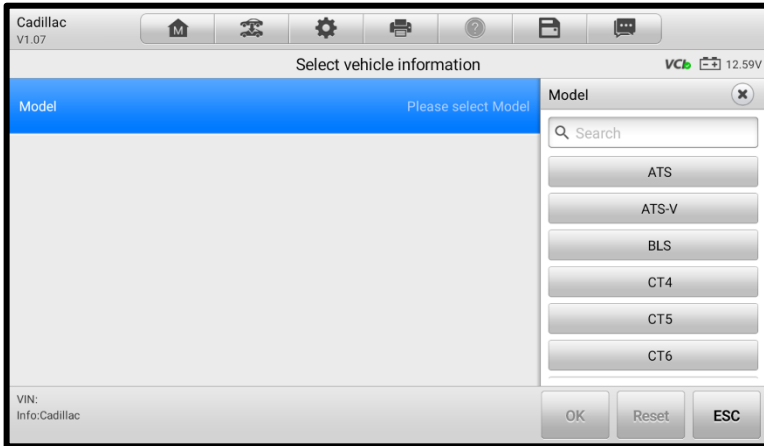 Cadillac
V1.07
M
Select vehicle information
VCI
12.59V
Model
Please select Model
Model
Search
ATS
ATS-V
BLS
CT4
CT5
CT6
VIN:
Info:Cadillac
OK
Reset
ESC